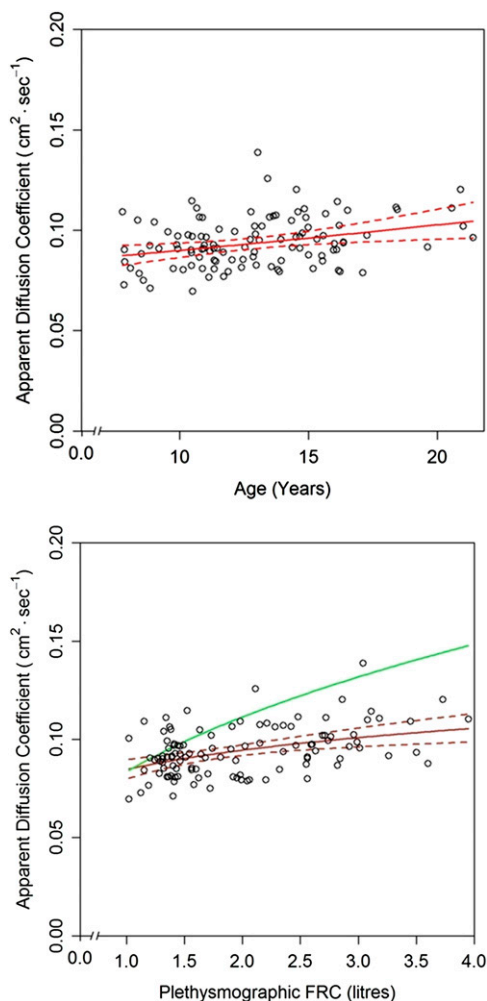 0.20
0.15
0.10
0.05
0.00
Apparent Diffusion Coefficient ( cm² · sec⁻¹)
0.0 10 15 20
Age (Years)
0.20
0.15
0.10
0.05
0.00
Apparent Diffusion Coefficient ( cm² · sec⁻¹)
0.0 1.0 1.5 2.0 2.5 3.0 3.5 4.0
Plethysmographic FRC (litres)